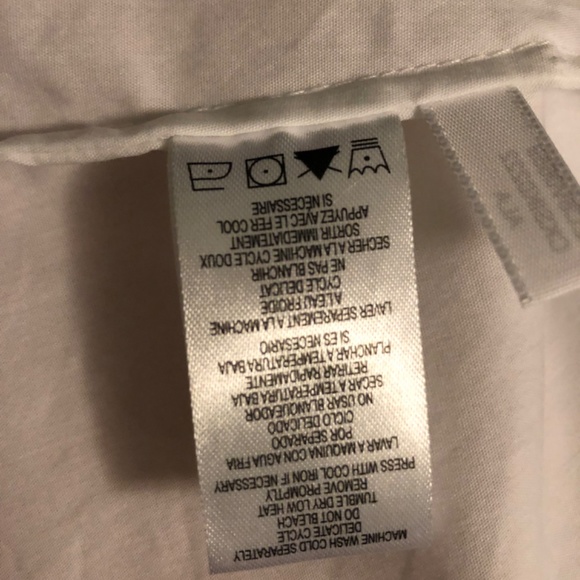 MACHINE WASH COLD SEPARATELY
DELICATE CYCLE
DO NOT BLEACH
TUMBLE DRY LOW HEAT
REMOVE PROMPTLY
PRESS WITH COOL IRON IF NECESSARY
LAVAR A MAQUINA CON AGUA FRIA
POR SEPARADO
CICLO DELICADO
NO USAR BLANQUEADOR
SECAR A TEMPERATURA BAJA
RETIRAR RAPIDAMENTE
PLANCHAR A TEMPERATURA BAJA
SI ES NECESARIO
LAVER SEPAREMENT A LA MACHINE
A L'EAU FROIDE
CYCLE DELICAT
NE PAS BLANCHIR
SECHER A LA MACHINE CYCLE DOUX
SORTIR IMMEDIATEMENT
APPUYEZ AVEC LE FER COOL
SI NECESSAIRE